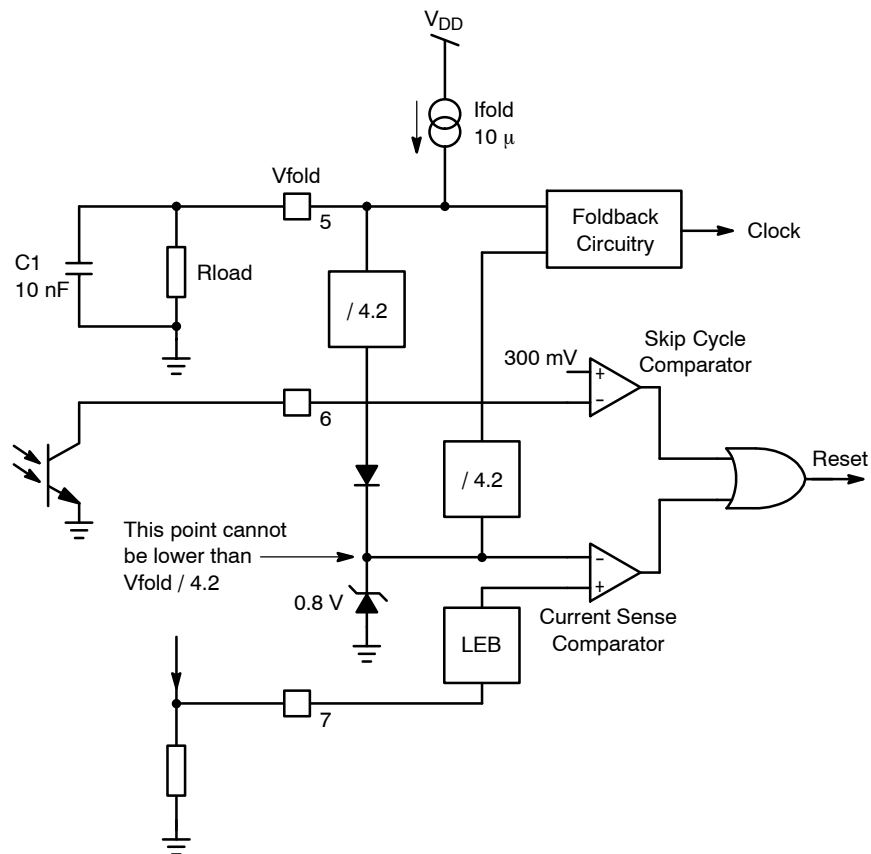 VDD
Ifold
10 μ
Vfold
5
Foldback
Circuitry
Clock
C1
10 nF
Rload
/ 4.2
300 mV
+
−
Skip Cycle
Comparator
6
/ 4.2
Reset
This point cannot
be lower than
Vfold / 4.2
0.8 V
−
+
Current Sense
Comparator
LEB
7